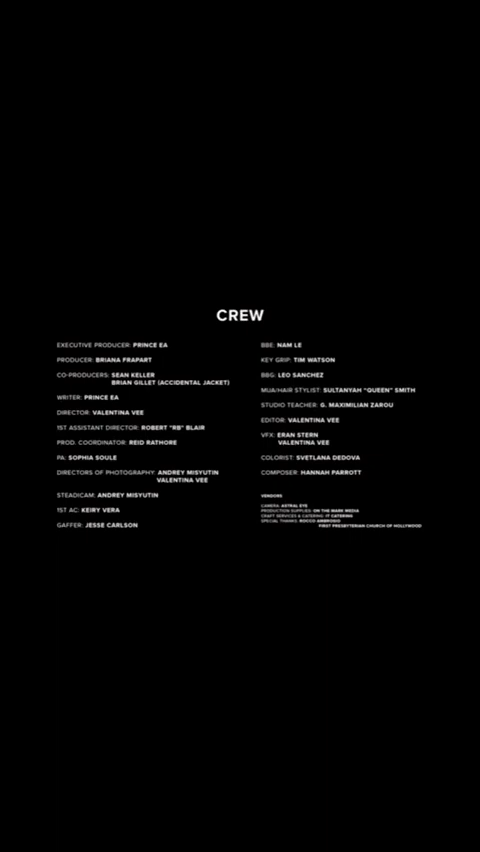 CREW
EXECUTIVE PRODUCER: PRINCE EA
PRODUCER: BRIANA FRAPART
CO-PRODUCERS: SEAN KELLER
BRIAN GILLET (ACCIDENTAL JACKET)
WRITER: PRINCE EA
DIRECTOR: VALENTINA VEE
1ST ASSISTANT DIRECTOR: ROBERT "RB" BLAIR
PROD. COORDINATOR: REID RATHORE
PA: SOPHIA SOULE
DIRECTORS OF PHOTOGRAPHY: ANDREY MISYUTIN
VALENTINA VEE
STEADICAM: ANDREY MISYUTIN
1ST AC: KEIRY VERA
GAFFER: JESSE CARLSON
BBE: NAM LE
KEY GRIP: TIM WATSON
BBG: LEO SANCHEZ
MUA/HAIR STYLIST: SULTANYAH "QUEEN" SMITH
STUDIO TEACHER: G. MAXIMILIAN ZAROU
EDITOR: VALENTINA VEE
VFX: ERAN STERN
VALENTINA VEE
COLORIST: SVETLANA DEDOVA
COMPOSER: HANNAH PARROTT
VENDORS
CAMERA: ASTRAL EYE
PRODUCTION SUPPLIES: ON THE MARK MEDIA
CRAFT SERVICES & CATERING: IT CATERING
SPECIAL THANKS: ROCCO AMBROSIO
FIRST PRESBYTERIAN CHURCH OF HOLLYWOOD